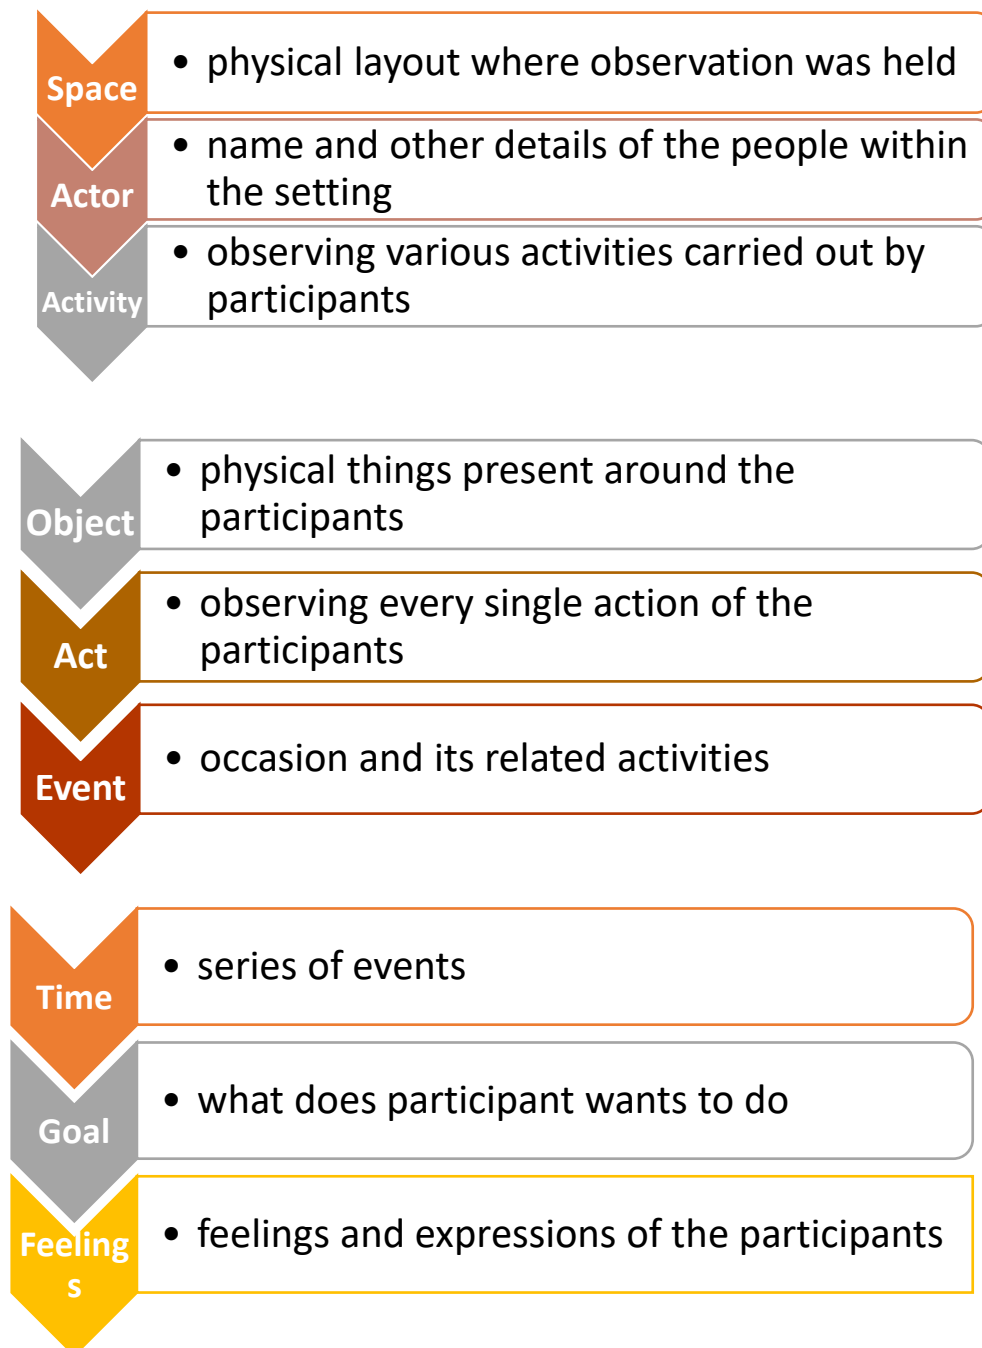 Space
• physical layout where observation was held
Actor
• name and other details of the people within
the setting
Activity
• observing various activities carried out by
participants
Object
• physical things present around the
participants
Act
• observing every single action of the
participants
Event
• occasion and its related activities
Time
• series of events
Goal
• what does participant wants to do
Feeling
s
• feelings and expressions of the participants